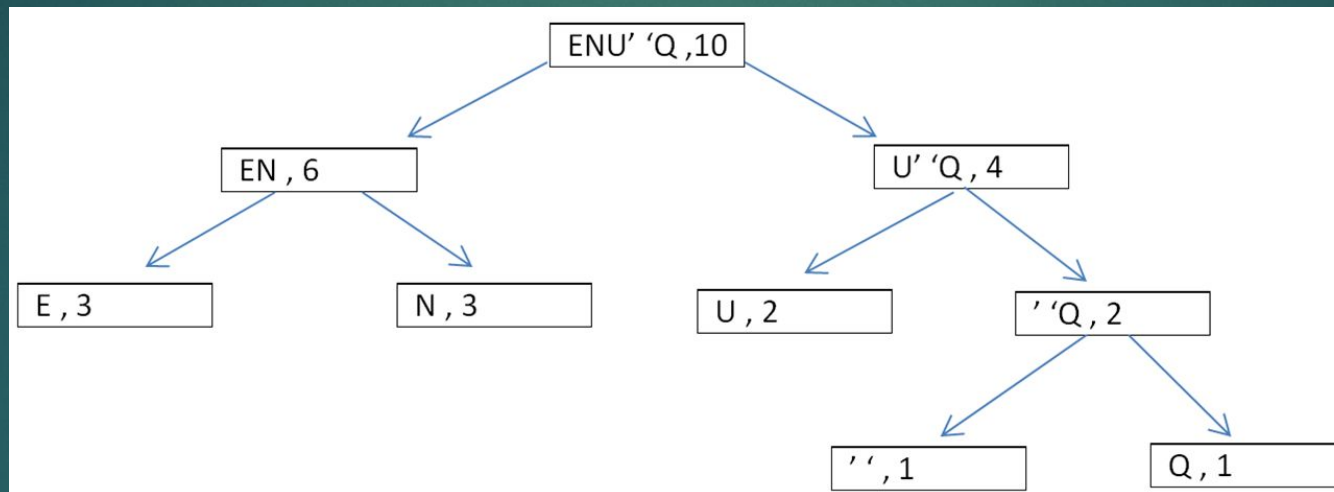 ENU’ ‘Q ,10
EN , 6
U’ ‘Q , 4
E , 3
N , 3
U , 2
’ ‘Q , 2
’ ‘ , 1
Q , 1